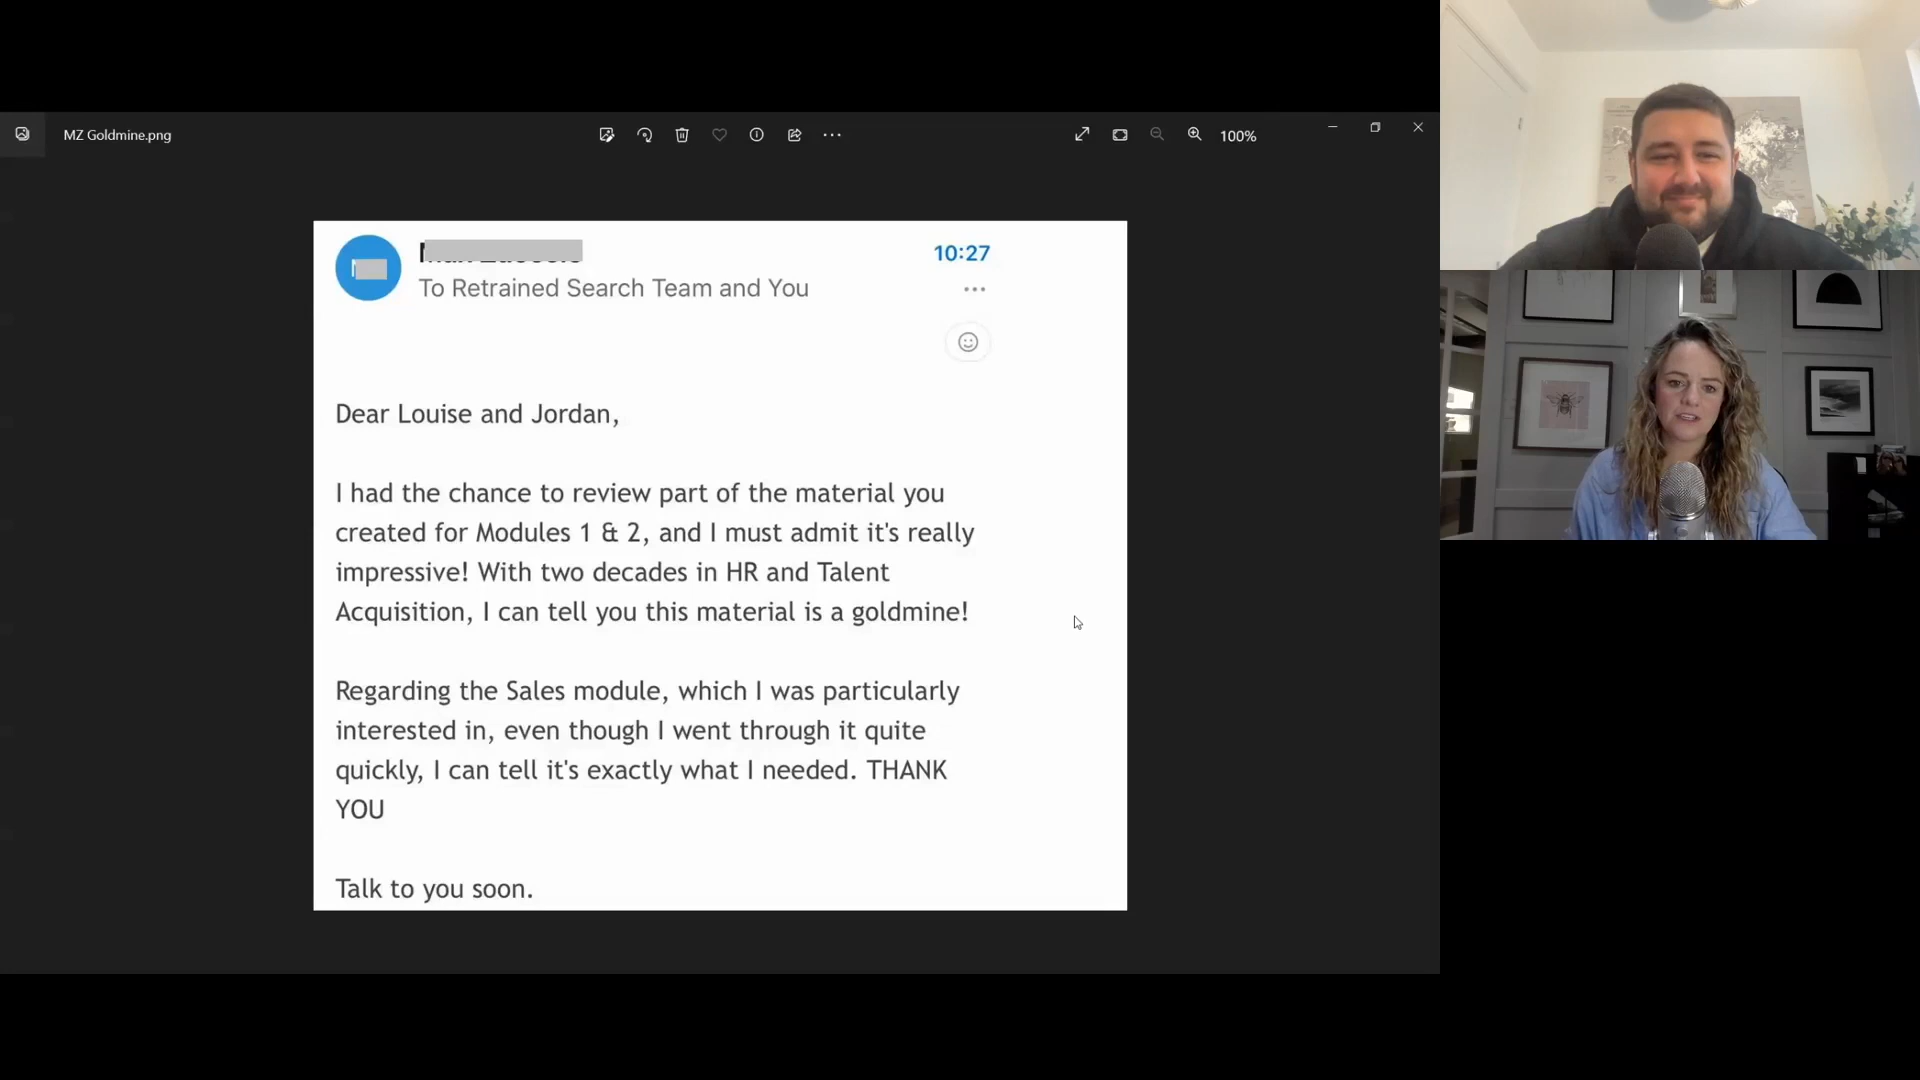 MZ Goldmine.png
100%
10:27
To Retrained Search Team and You
Dear Louise and Jordan,
I had the chance to review part of the material you
created for Modules 1 & 2, and I must admit it's really
impressive! With two decades in HR and Talent
Acquisition, I can tell you this material is a goldmine!
Regarding the Sales module, which I was particularly
interested in, even though I went through it quite
quickly, I can tell it's exactly what I needed. THANK
YOU
Talk to you soon.